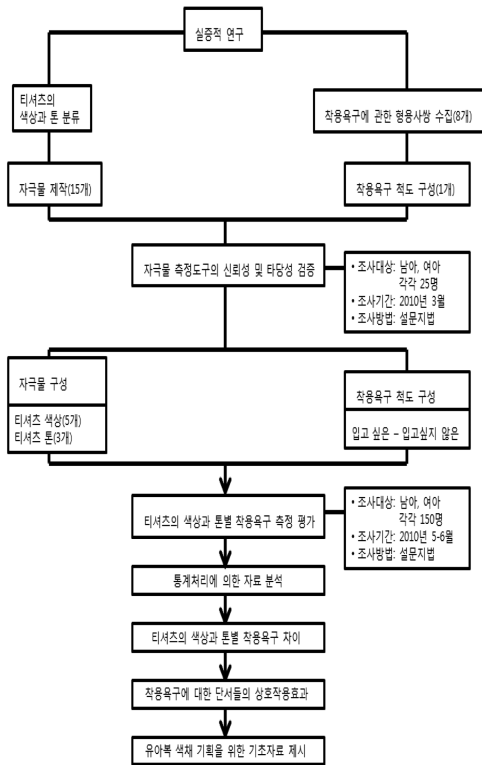 실증적 연구
티셔츠의
색상과 톤 분류
착용욕구에 관한 형용사쌍 수집(8개)
자극물 제작(15개)
착용욕구 척도 구성(1개)
자극물 측정도구의 신뢰성 및 타당성 검증
• 조사대상: 남아, 여아
각각 25명
• 조사기간: 2010년 3월
• 조사방법: 설문지법
자극물 구성
티셔츠 색상(5개)
티셔츠 톤(3개)
착용욕구 척도 구성
입고 싶은 – 입고싶지 않은
티셔츠의 색상과 톤별 착용욕구 측정 평가
• 조사대상: 남아, 여아
각각 150명
• 조사기간: 2010년 5-6월
• 조사방법: 설문지법
통계처리에 의한 자료 분석
티셔츠의 색상과 톤별 착용욕구 차이
착용욕구에 대한 단서들의 상호작용효과
유아복 색채 기획을 위한 기초자료 제시